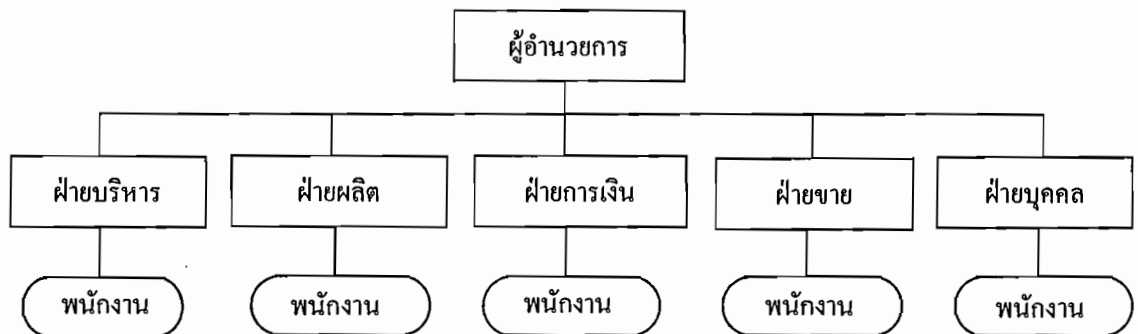 ผู้อำนวยการ
ฝ่ายบริหาร ฝ่ายผลิต ฝ่ายการเงิน ฝ่ายขาย ฝ่ายบุคคล
พนักงาน พนักงาน พนักงาน พนักงาน พนักงาน